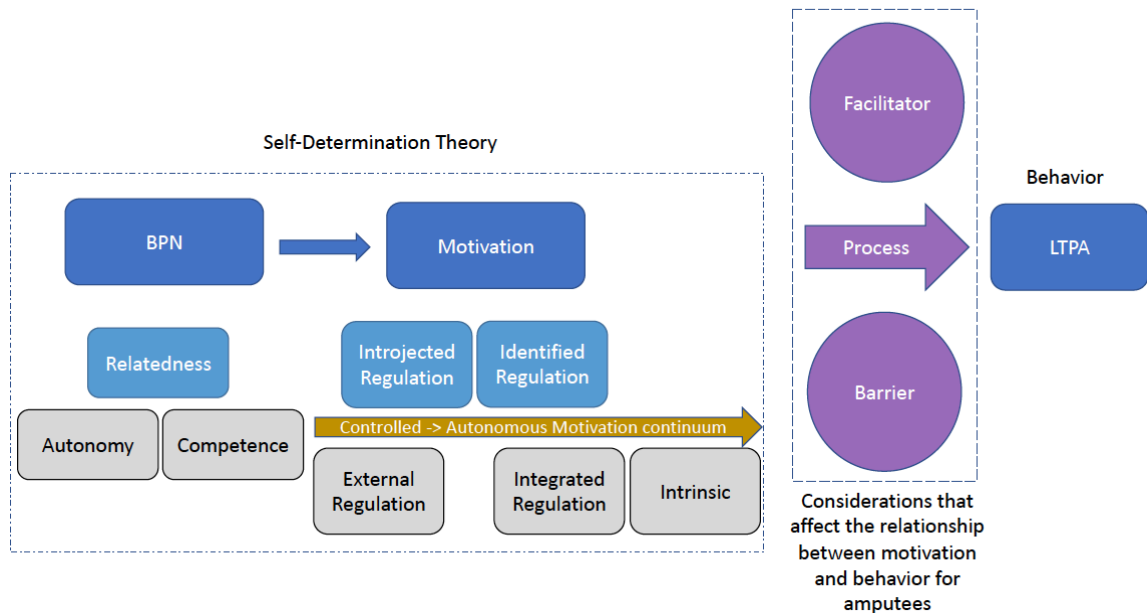 Self-Determination Theory
BPN
Motivation
Relatedness
Introjected
Regulation
Identified
Regulation
Autonomy
Competence
Controlled -> Autonomous Motivation continuum
External
Regulation
Integrated
Regulation
Intrinsic
Facilitator
Process
Barrier
Considerations that
affect the relationship
between motivation
and behavior for
amputees
Behavior
LTPA